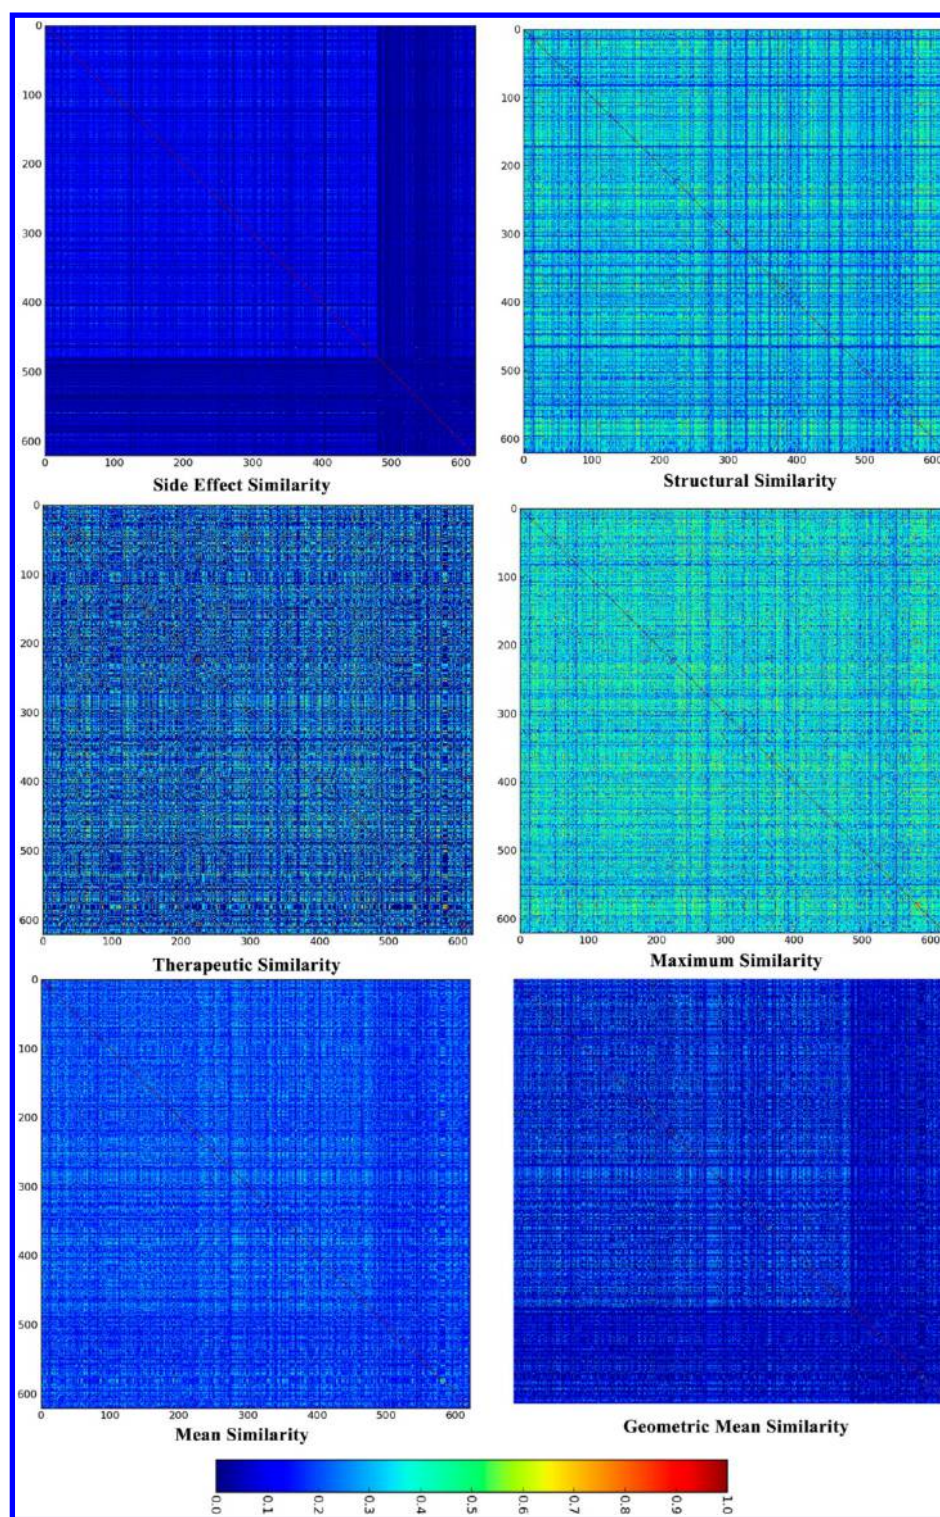 0
100
200
300
400
500
600
0 100 200 300 400 500 600
Side Effect Similarity
0
100
200
300
400
500
600
0 100 200 300 400 500 600
Structural Similarity
0
100
200
300
400
500
600
0 100 200 300 400 500 600
Therapeutic Similarity
0
100
200
300
400
500
600
0 100 200 300 400 500 600
Maximum Similarity
0
100
200
300
400
500
600
0 100 200 300 400 500 600
Mean Similarity
Geometric Mean Similarity
0.0 0.1 0.2 0.3 0.4 0.5 0.6 0.7 0.8 0.9 1.0